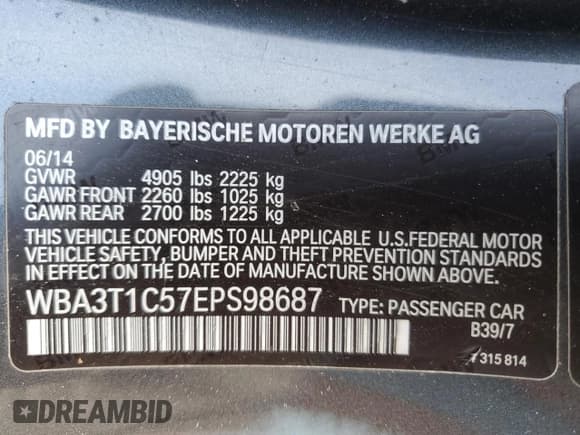 MFD BY BAYERISCHE MOTOREN WERKE AG
06/14
GVWR 4905 lbs 2225 kg
GAWR FRONT 2260 lbs 1025 kg
GAWR REAR 2700 lbs 1225 kg
THIS VEHICLE CONFORMS TO ALL APPLICABLE U.S.FEDERAL MOTOR
VEHICLE SAFETY, BUMPER AND THEFT PREVENTION STANDARDS
IN EFFECT ON THE DATE OF MANUFACTURE SHOWN ABOVE.
WBA3T1C57EPS98687 TYPE: PASSENGER CAR
B39/7
7 315 814
DREAMBID